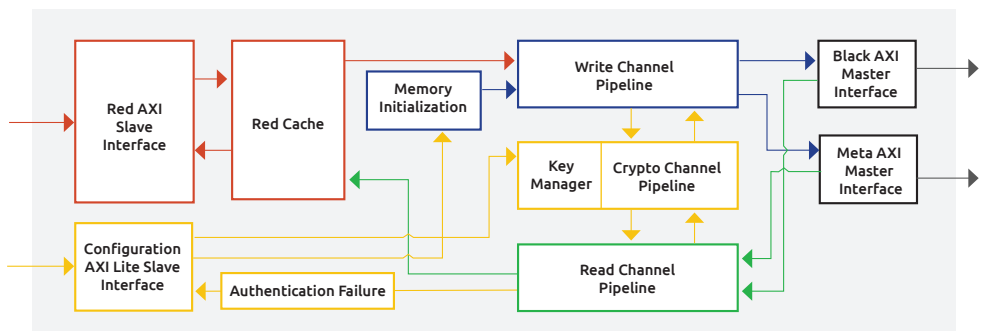 Red AXI
Slave
Interface
Red Cache
Memory
Initialization
Write Channel
Pipeline
Black AXI
Master
Interface
Key
Manager
Crypto Channel
Pipeline
Meta AXI
Master
Interface
Configuration
AXI Lite Slave
Interface
Authentication Failure
Read Channel
Pipeline